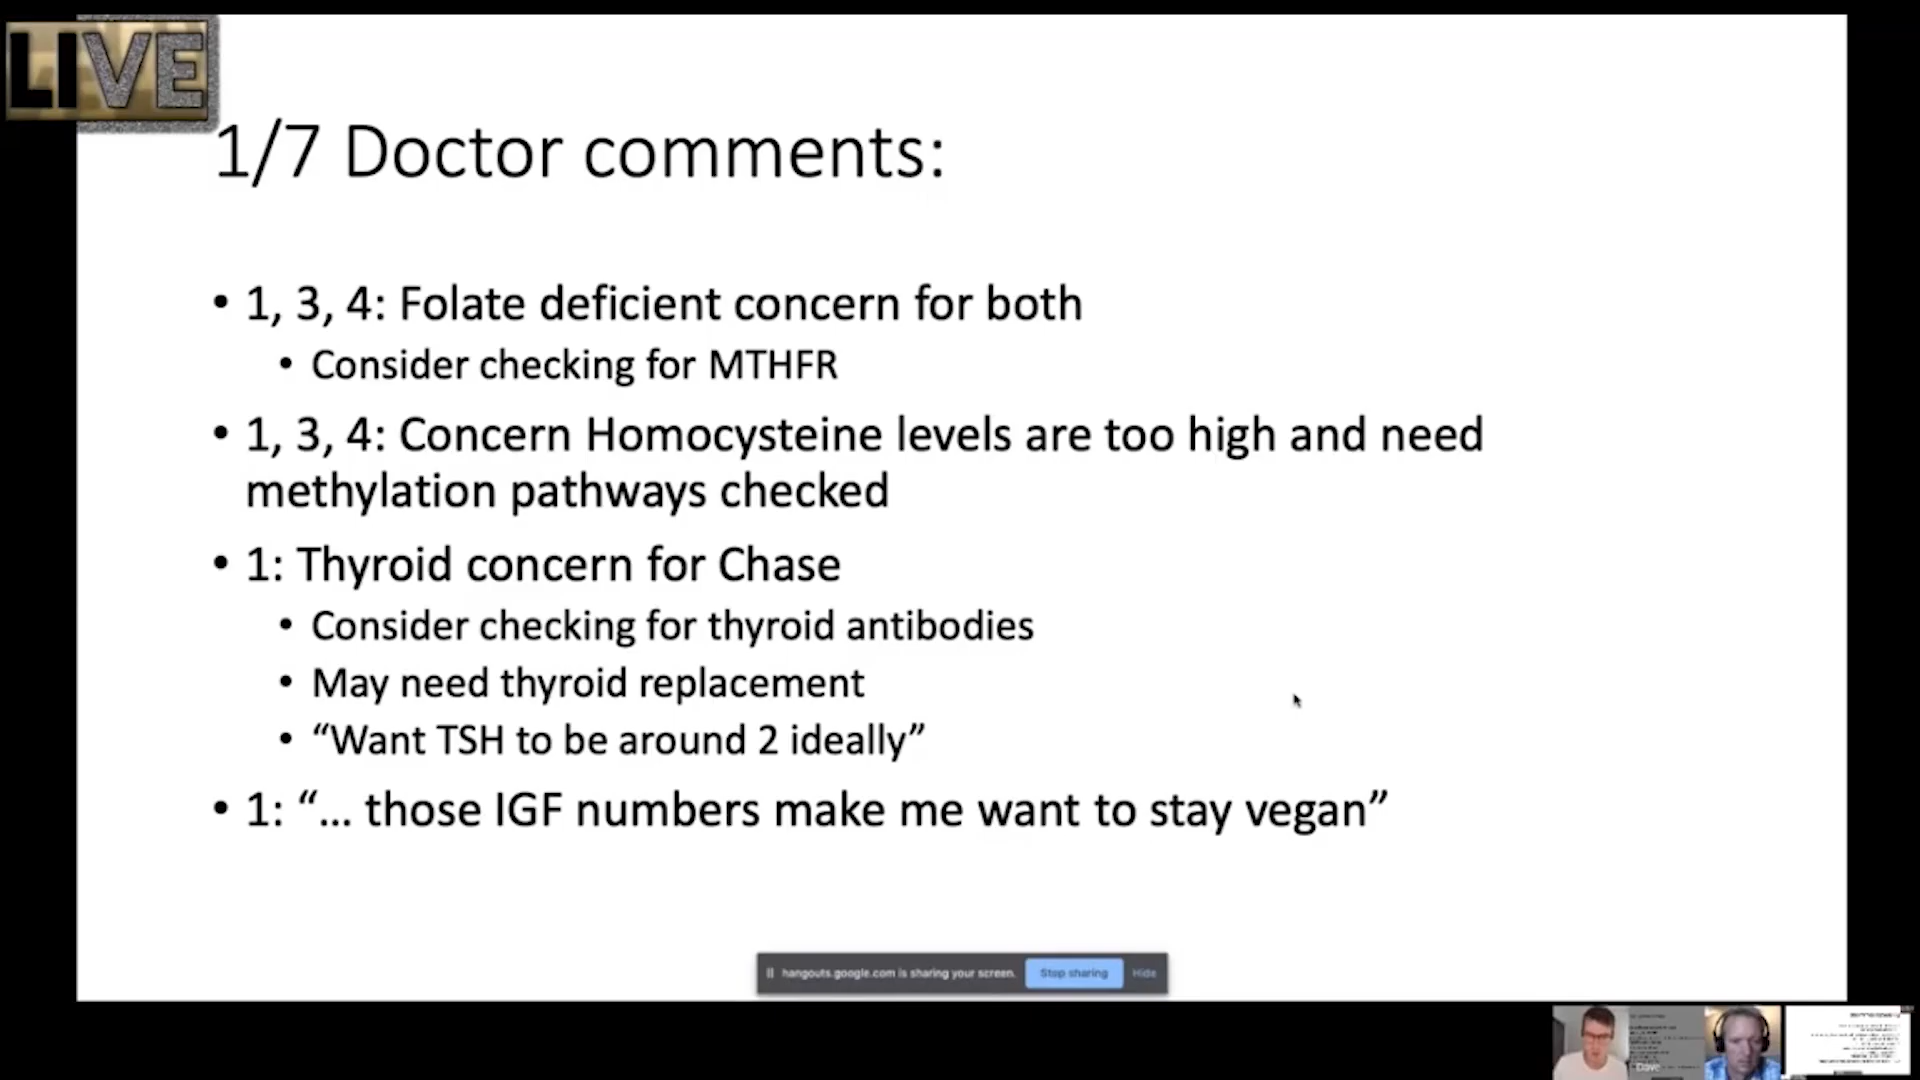 LIVE
1/7 Doctor comments:
• 1, 3, 4: Folate deficient concern for both
• Consider checking for MTHFR
• 1, 3, 4: Concern Homocysteine levels are too high and need
methylation pathways checked
• 1: Thyroid concern for Chase
• Consider checking for thyroid antibodies
• May need thyroid replacement
• “Want TSH to be around 2 ideally”
• 1: “... those IGF numbers make me want to stay vegan”
hangouts.google.com is sharing your screen. Stop sharing Hide
Dave